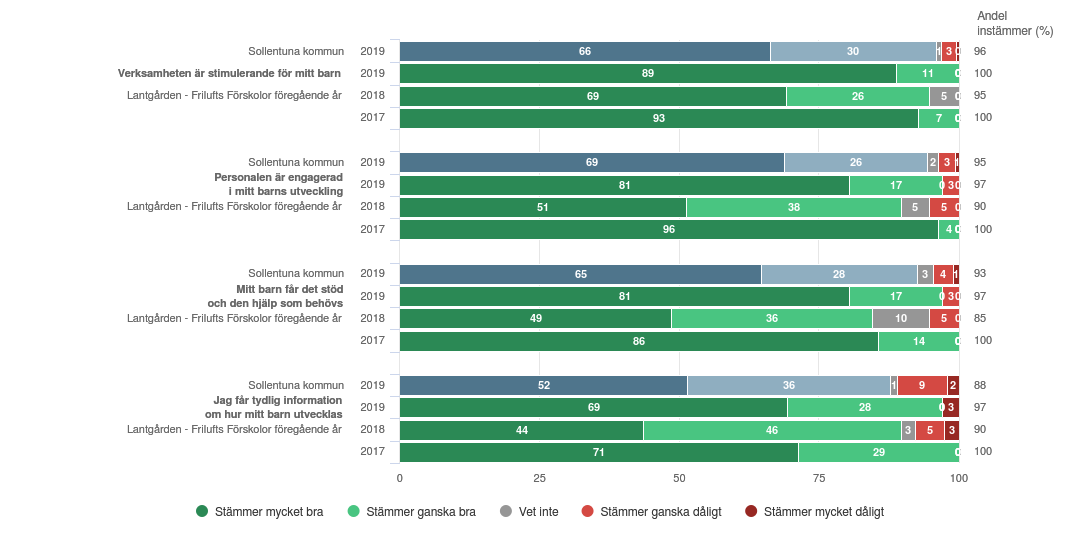 Andel
instämmer (%)
Sollentuna kommun 2019 66 30 1 3 0 96
Verksamheten är stimulerande för mitt barn 2019 89 11 0 100
Lantgården - Frilufts Förskolor föregående år 2018 69 26 5 0 95
2017 93 7 0 100
Sollentuna kommun 2019 69 26 2 3 1 95
Personalen är engagerad
i mitt barns utveckling
2019 81 17 0 3 0 97
Lantgården - Frilufts Förskolor föregående år 2018 51 38 5 5 0 90
2017 96 4 0 100
Sollentuna kommun 2019 65 28 3 4 1 93
Mitt barn får det stöd
och den hjälp som behövs
2019 81 17 0 3 0 97
Lantgården - Frilufts Förskolor föregående år 2018 49 36 10 5 0 85
2017 86 14 0 100
Sollentuna kommun 2019 52 36 1 9 2 88
Jag får tydlig information
om hur mitt barn utvecklas
2019 69 28 0 3 97
Lantgården - Frilufts Förskolor föregående år 2018 44 46 3 5 3 90
2017 71 29 0 100
0 25 50 75 100
Stämmer mycket bra Stämmer ganska bra Vet inte Stämmer ganska dåligt Stämmer mycket dåligt